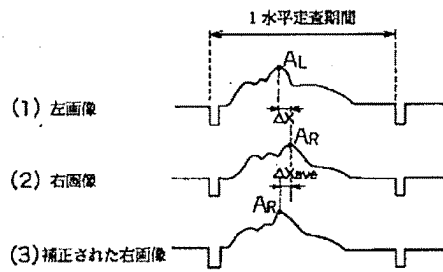 1水平走査期間
AL
(1) 左画像
ΔX
AR
(2) 右画像
ΔXave
AR
(3) 補正された右画像